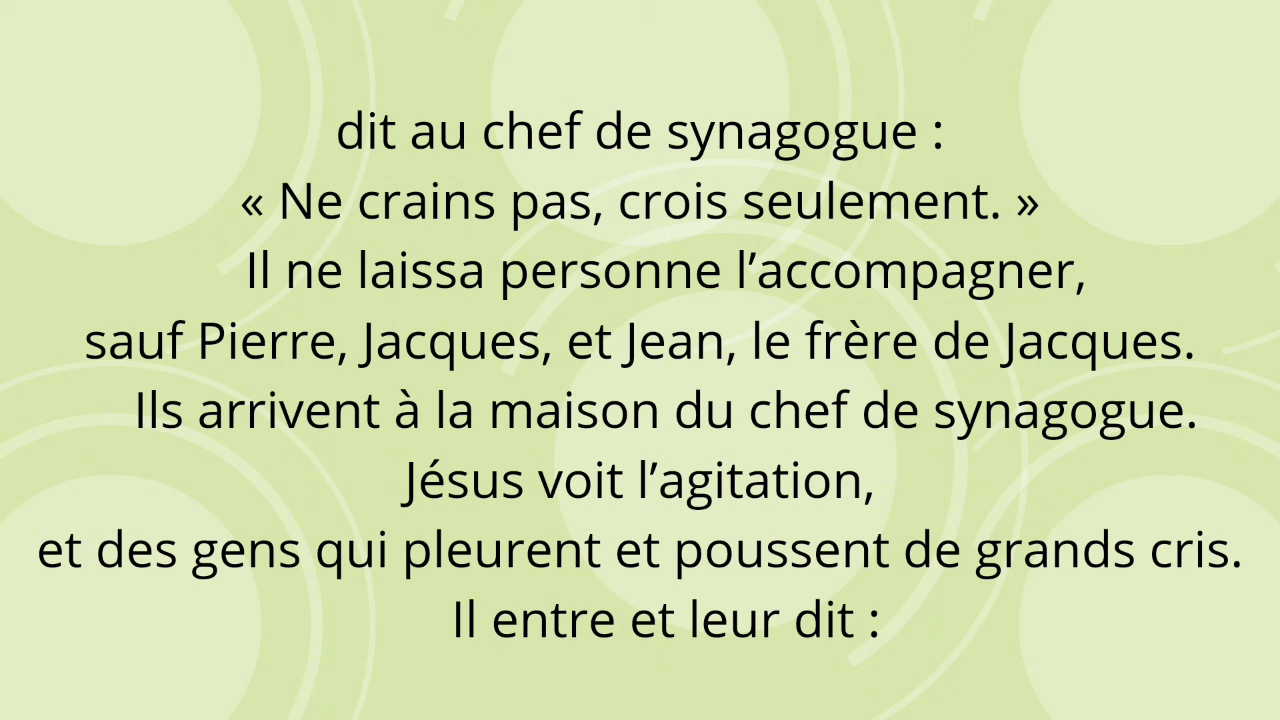 dit au chef de synagogue :
« Ne crains pas, crois seulement. »
Il ne laissa personne l’accompagner,
sauf Pierre, Jacques, et Jean, le frère de Jacques.
Ils arrivent à la maison du chef de synagogue.
Jésus voit l’agitation,
et des gens qui pleurent et poussent de grands cris.
Il entre et leur dit :